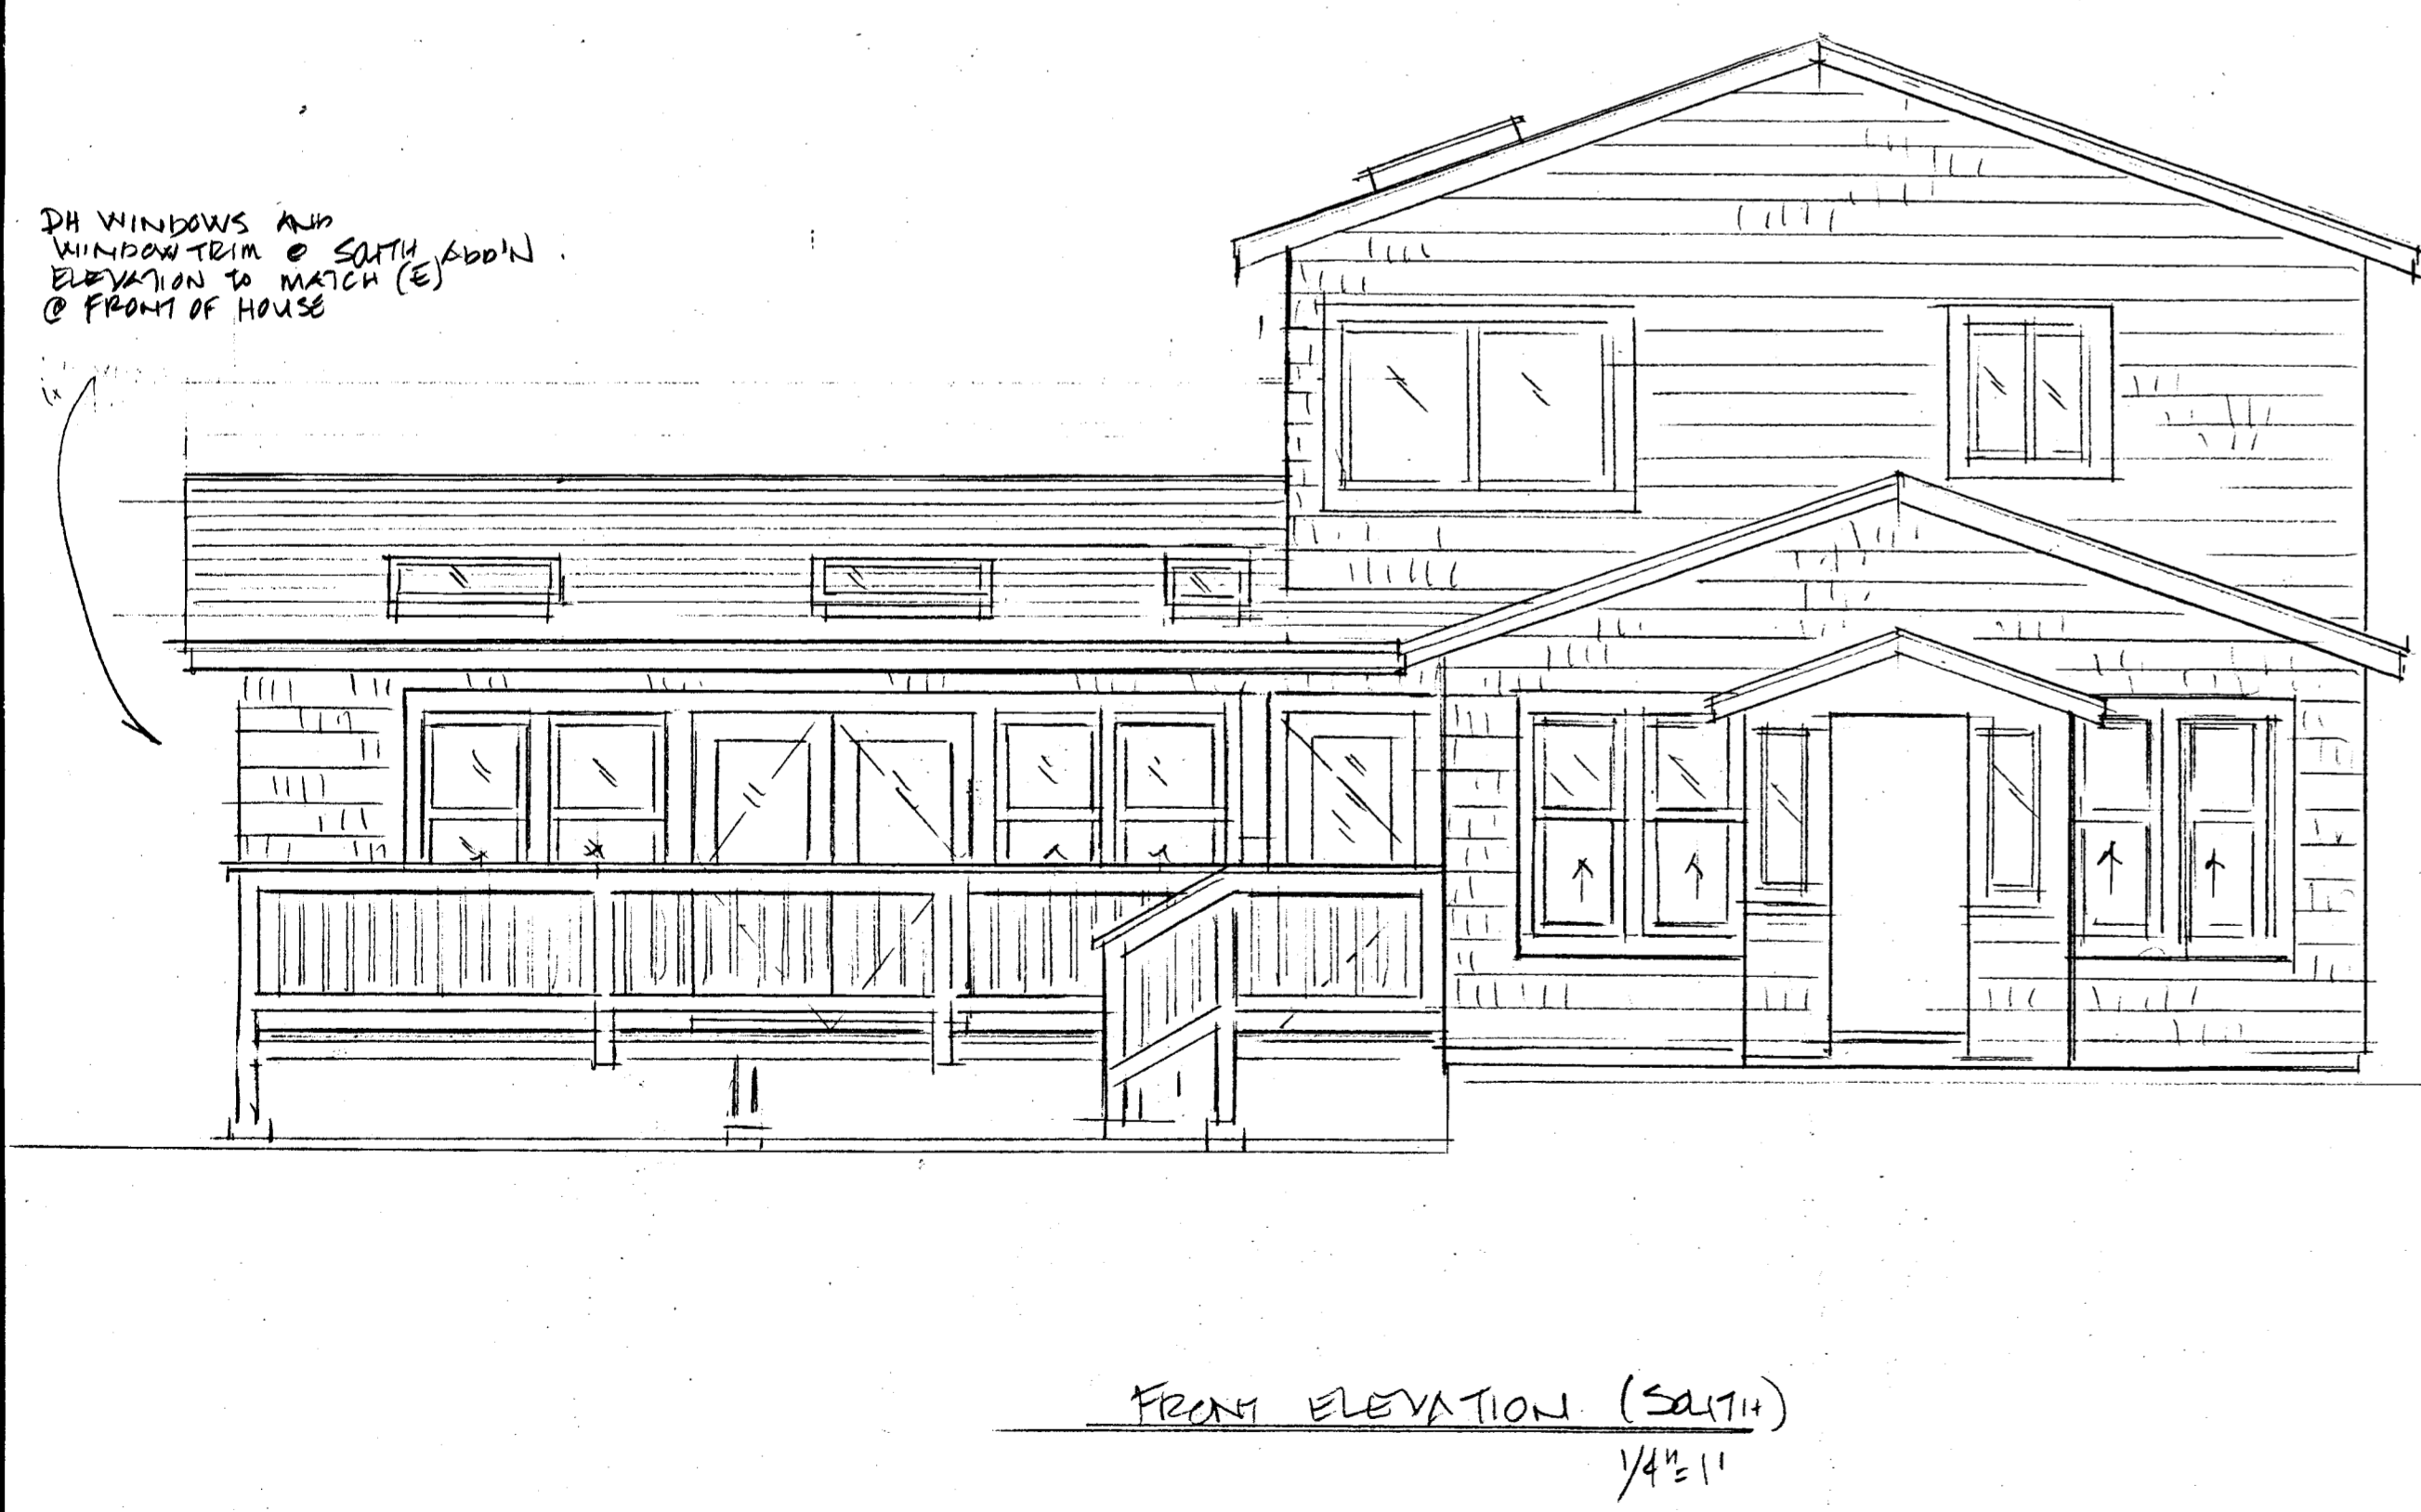 DH WINDOWS AND
WINDOW TRIM @ SOUTH ADD'N.
ELEVATION TO MATCH (E)
@ FRONT OF HOUSE
FRONT ELEVATION (SOUTH)
1/4"=1'